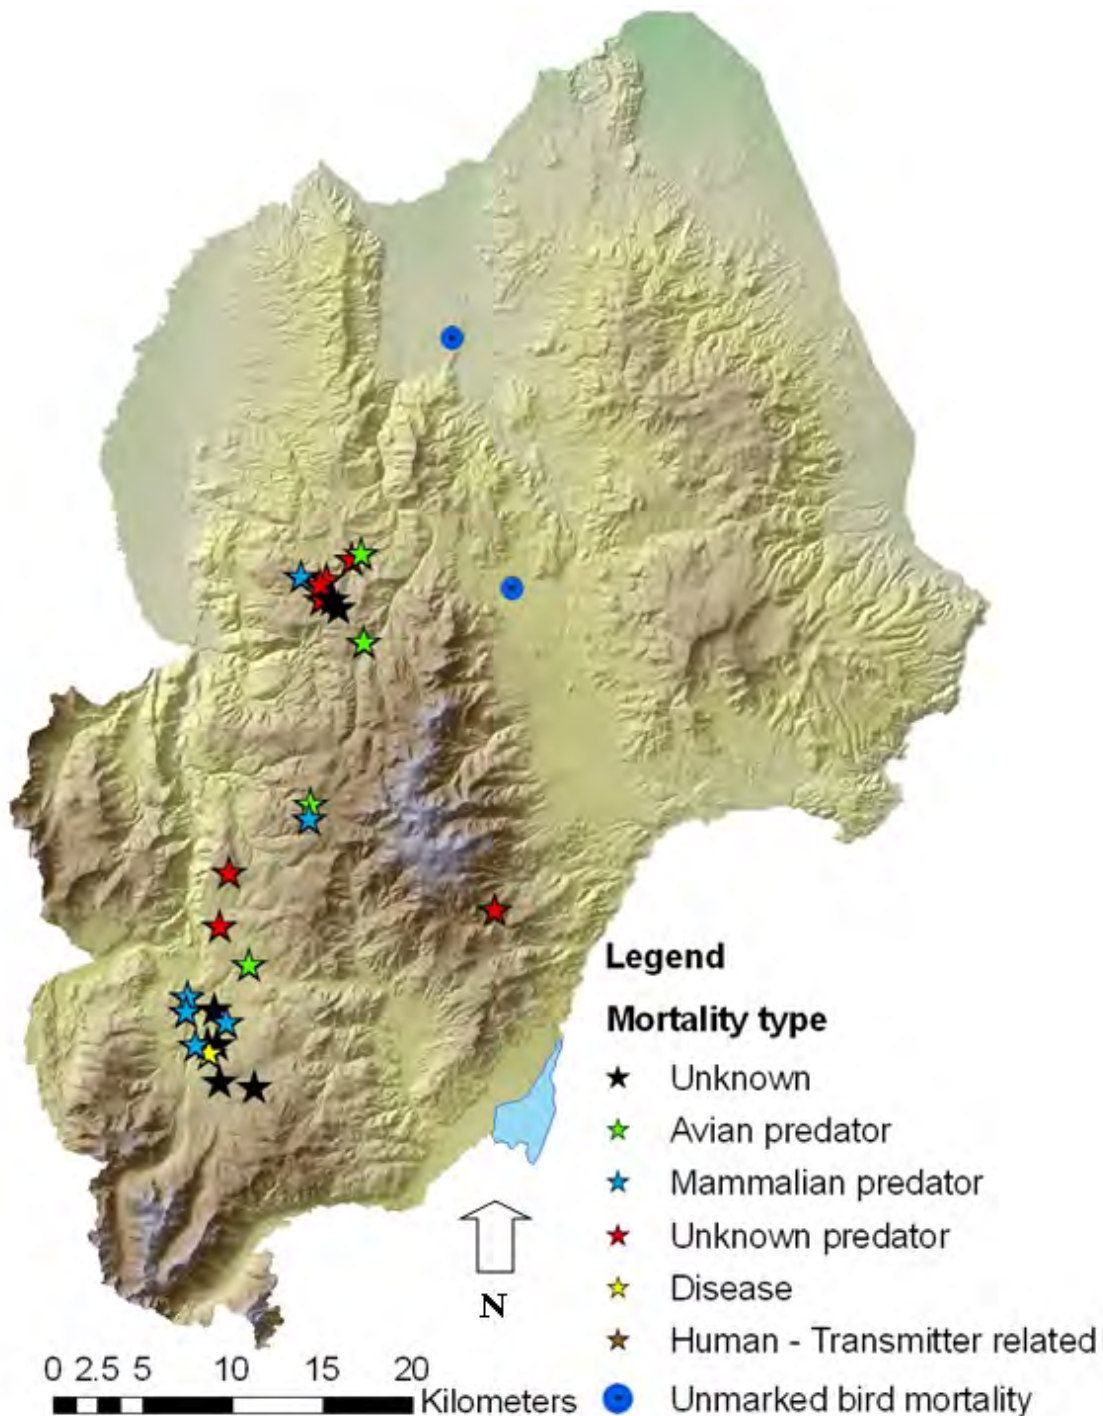 Legend
Mortality type
Unknown
Avian predator
Mammalian predator
Unknown predator
Disease
Human - Transmitter related
Unmarked bird mortality
N
0 2.5 5 10 15 20
Kilometers